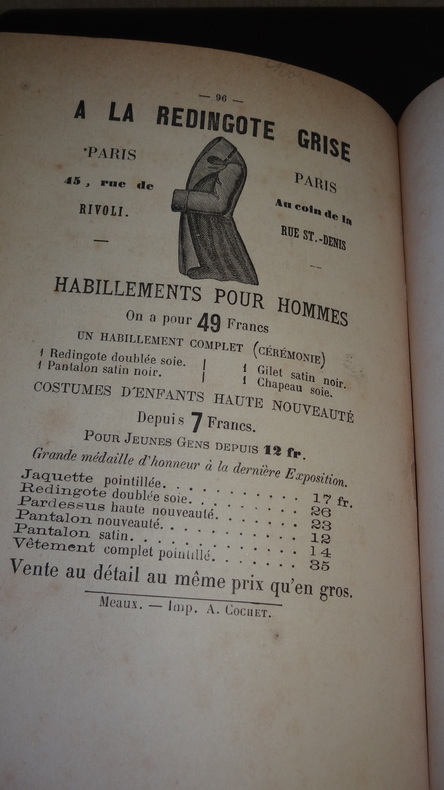 — 96 —
A LA REDINGOTE GRISE
PARIS
45, rue de
RIVOLI.
PARIS
Au coin de la
RUE ST.-DENIS
HABILLEMENTS POUR HOMMES
On a pour 49 Francs
UN HABILLEMENT COMPLET (CÉRÉMONIE)
1 Redingote doublée soie. | 1 Gilet satin noir.
1 Pantalon satin noir. | 1 Chapeau soie.
COSTUMES D'ENFANTS HAUTE NOUVEAUTÉ
Depuis 7 Francs.
POUR JEUNES GENS DEPUIS 12 fr.
Grande médaille d'honneur à la dernière Exposition.
Jaquette pointillée. . . . . . . . . . 17 fr.
Redingote doublée soie. . . . . . . . 26
Pardessus haute nouveauté. . . . . . 23
Pantalon nouveauté. . . . . . . . . . 12
Pantalon satin. . . . . . . . . . . . 14
Vêtement complet pointillé. . . . . . 35
Vente au détail au même prix qu'en gros.
Meaux. — Imp. A. COCHET.